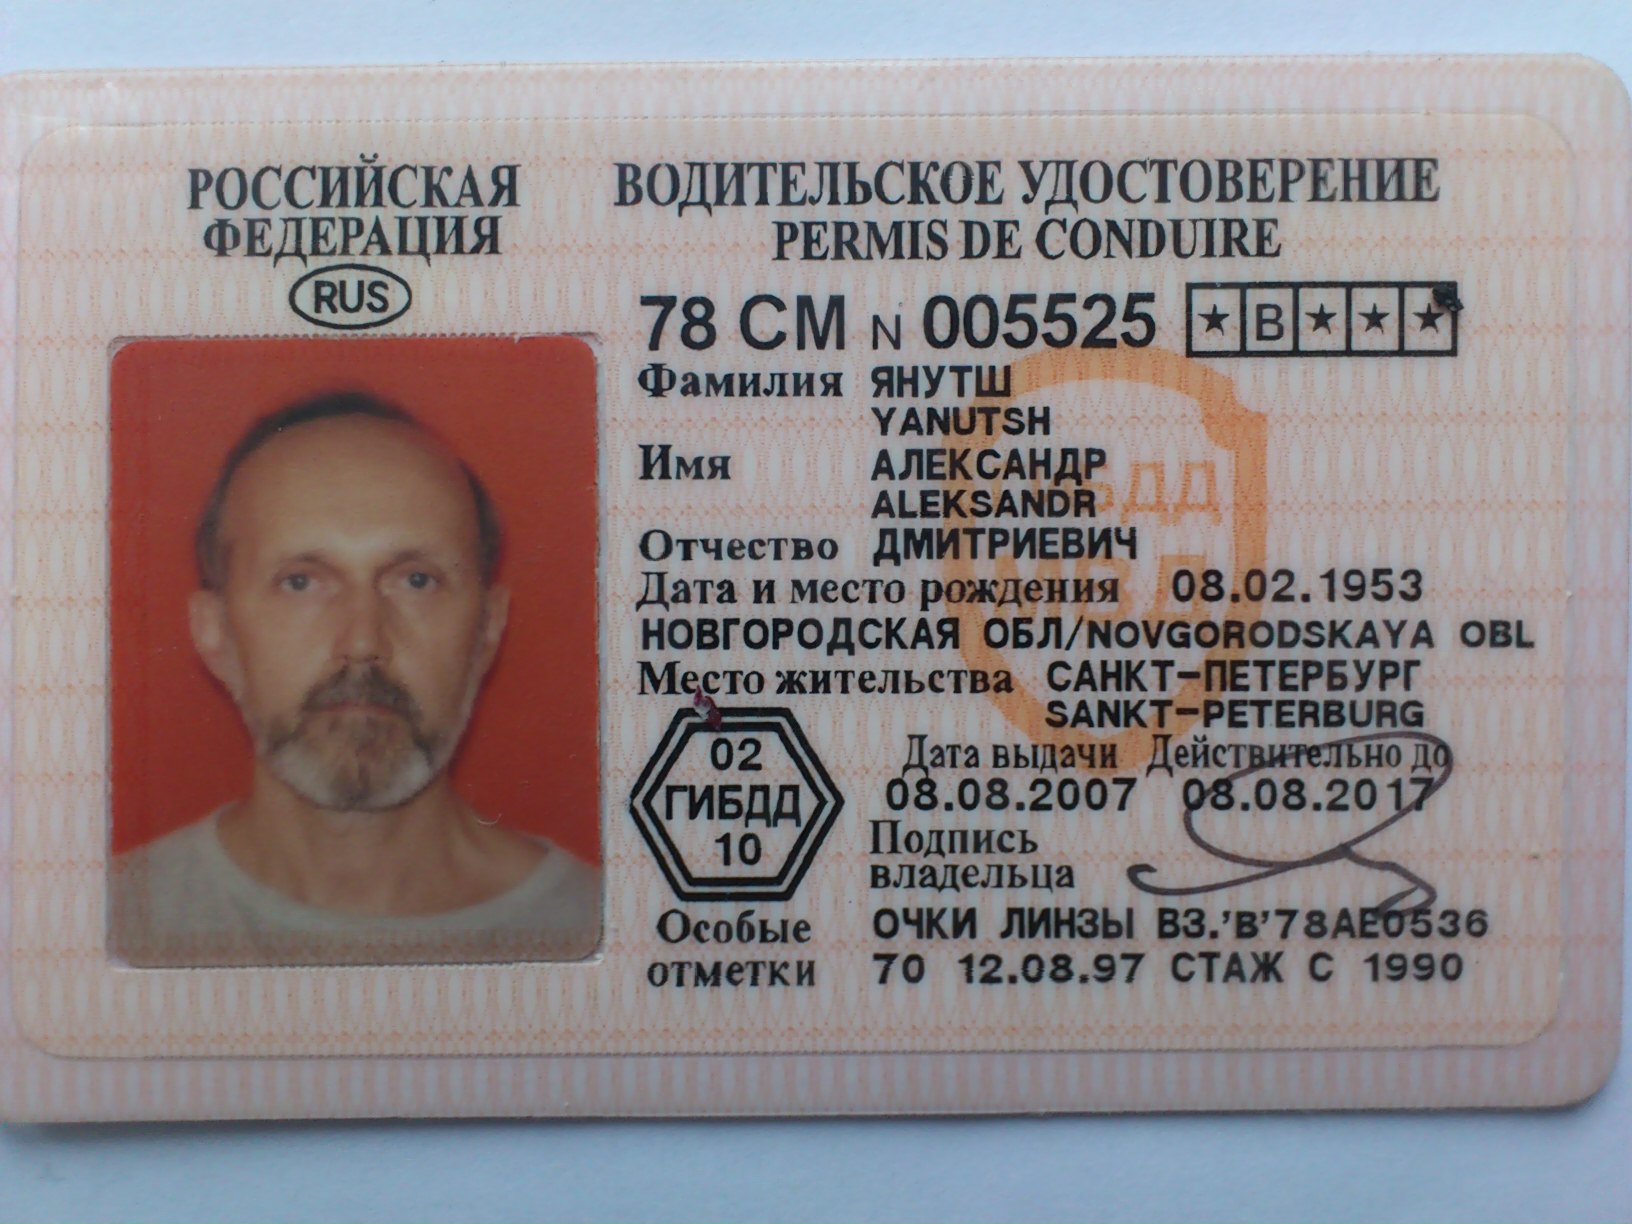 РОССИЙСКАЯ
ФЕДЕРАЦИЯ
RUS
ВОДИТЕЛЬСКОЕ УДОСТОВЕРЕНИЕ
PERMIS DE CONDUIRE
78 СМ N 005525 ★ B ★ ★ ★
Фамилия ЯНУТШ
YANUTSH
Имя АЛЕКСАНДР
ALEKSANDR
Отчество ДМИТРИЕВИЧ
Дата и место рождения 08.02.1953
НОВГОРОДСКАЯ ОБЛ/NOVGORODSKAYA OBL
Место жительства САНКТ-ПЕТЕРБУРГ
SANKT-PETERBURG
02
ГИБДД
10
Дата выдачи Действительно до
08.08.2007 08.08.2017
Подпись
владельца
Особые ОЧКИ ЛИНЗЫ ВЗ.'В'78АЕ0536
отметки 70 12.08.97 СТАЖ С 1990